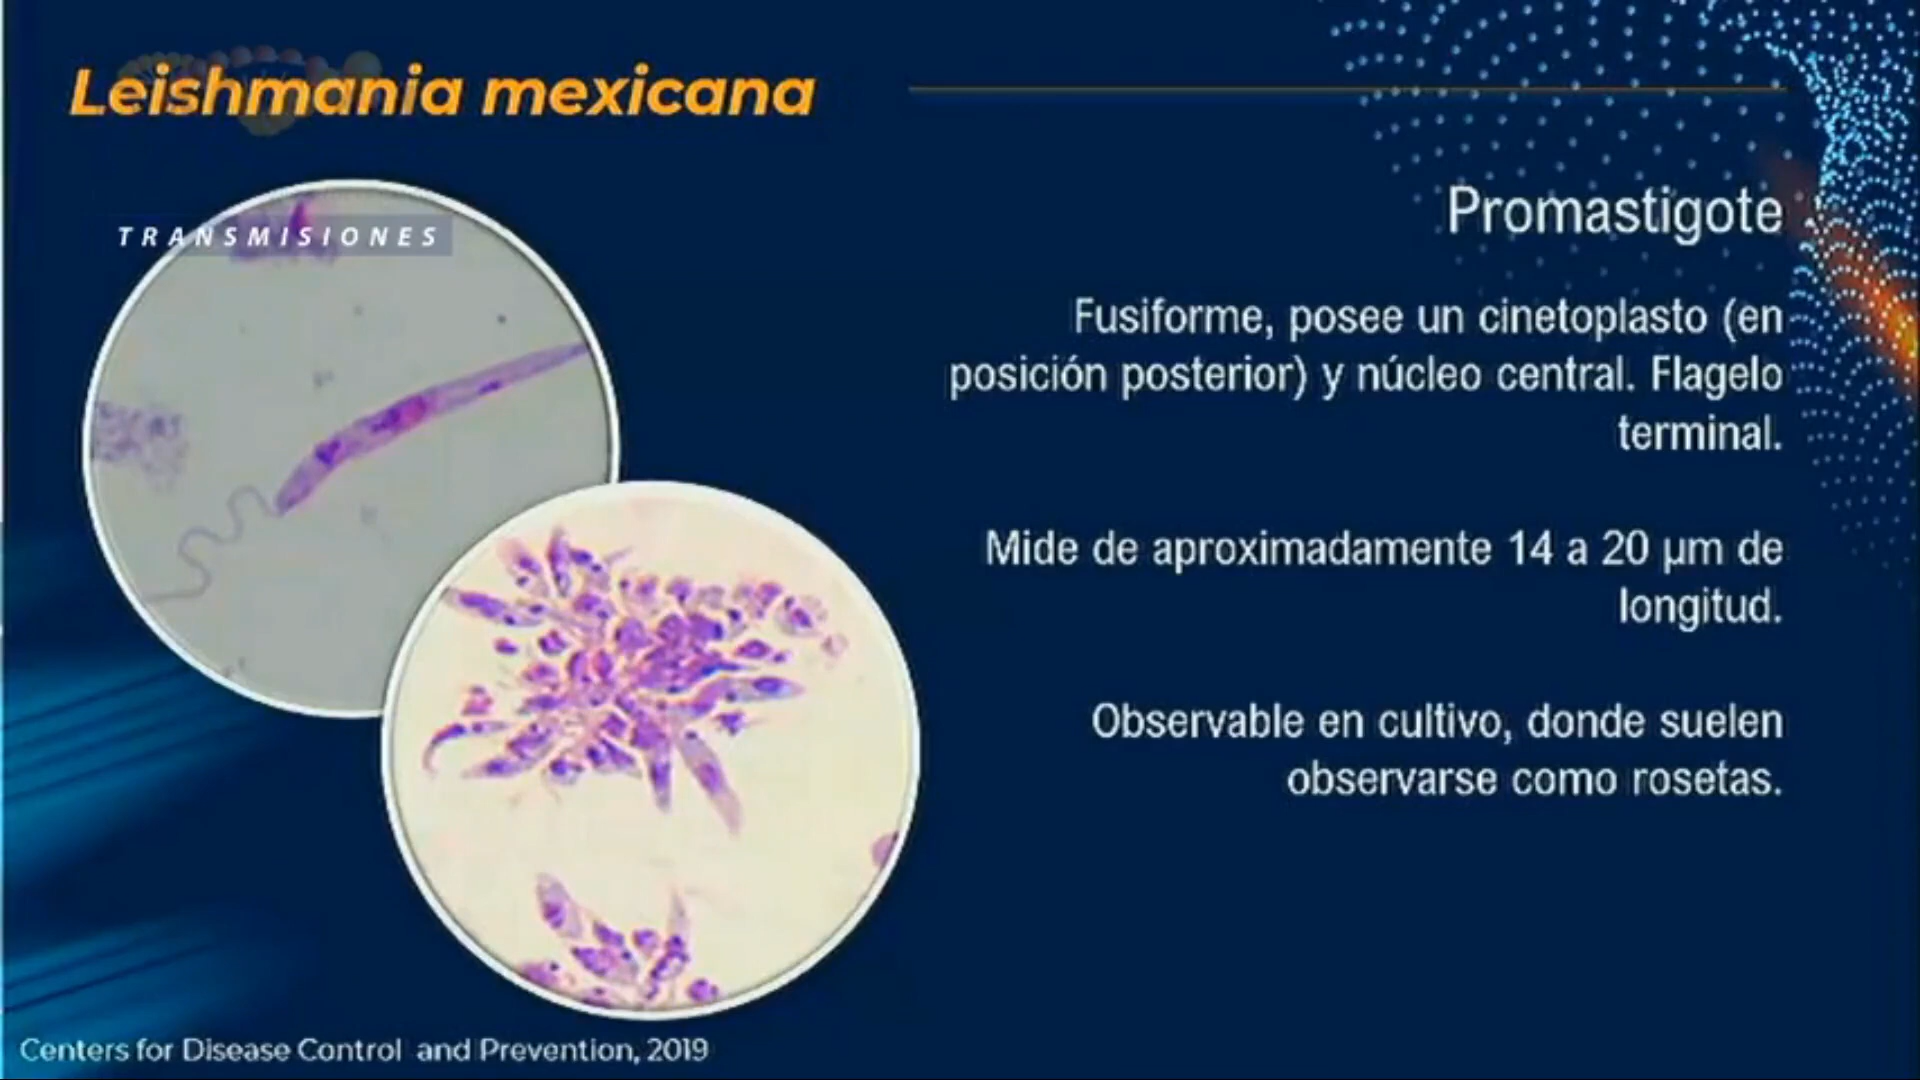 Leishmania mexicana
TRANSMISIONES
Promastigote
Fusiforme, posee un cinetoplasto (en
posición posterior) y núcleo central. Flagelo
terminal.
Mide de aproximadamente 14 a 20 µm de
longitud.
Observable en cultivo, donde suelen
observarse como rosetas.
Centers for Disease Control and Prevention, 2019